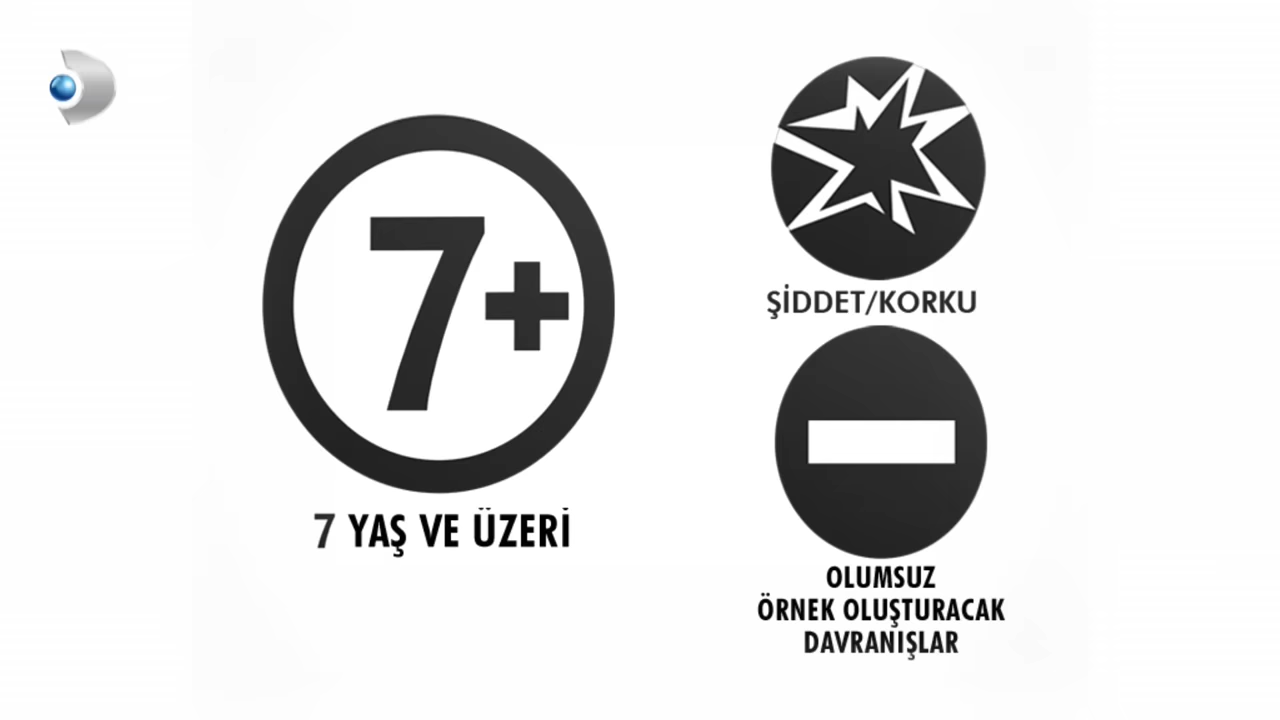 7+
7 YAŞ VE ÜZERİ
ŞİDDET/KORKU
OLUMSUZ
ÖRNEK OLUŞTURACAK
DAVRANIŞLAR